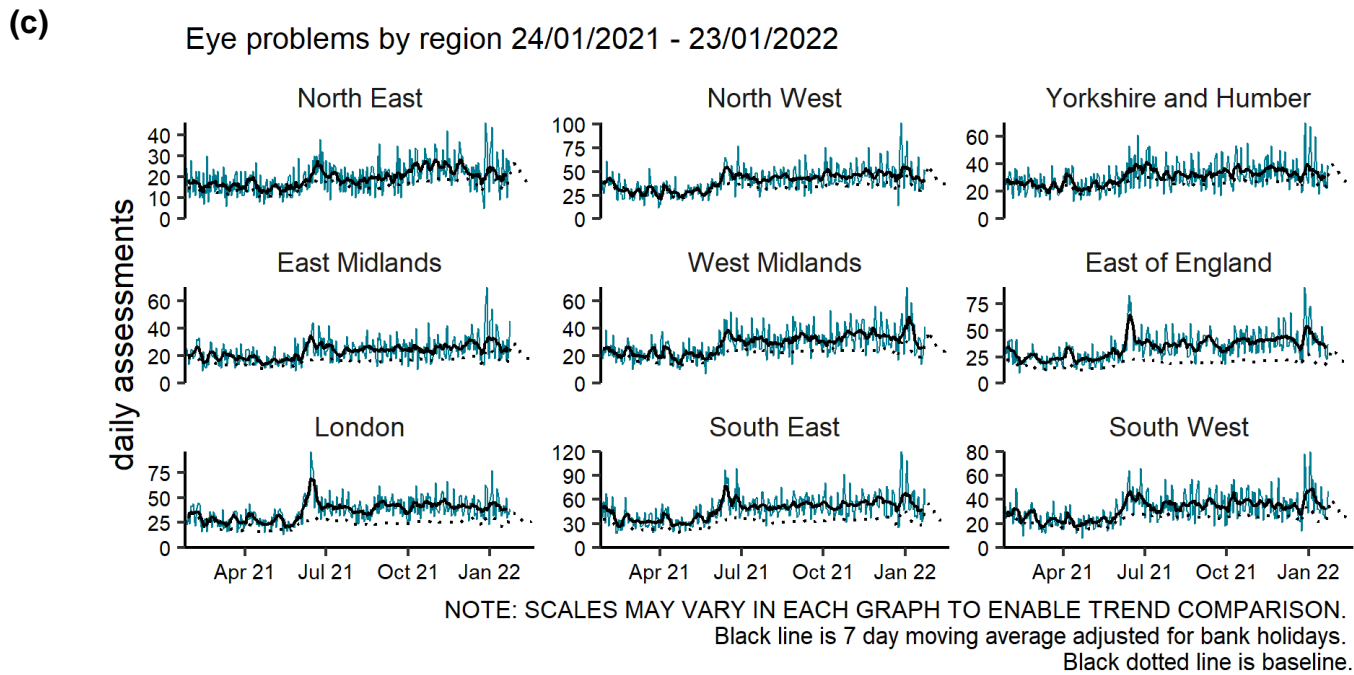 (c)
Eye problems by region 24/01/2021 - 23/01/2022
daily assessments
North East
40
30
20
10
0
North West
100
75
50
25
0
Yorkshire and Humber
60
40
20
0
East Midlands
60
40
20
0
West Midlands
60
40
20
0
East of England
75
50
25
0
London
75
50
25
0
Apr 21 Jul 21 Oct 21 Jan 22
South East
120
90
60
30
0
Apr 21 Jul 21 Oct 21 Jan 22
South West
80
60
40
20
0
Apr 21 Jul 21 Oct 21 Jan 22
NOTE: SCALES MAY VARY IN EACH GRAPH TO ENABLE TREND COMPARISON.
Black line is 7 day moving average adjusted for bank holidays.
Black dotted line is baseline.